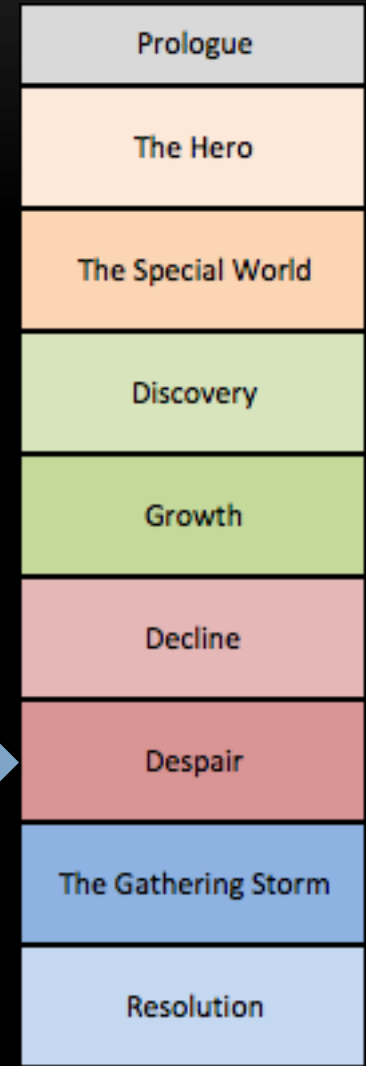 Prologue
The Hero
The Special World
Discovery
Growth
Decline
Despair
The Gathering Storm
Resolution